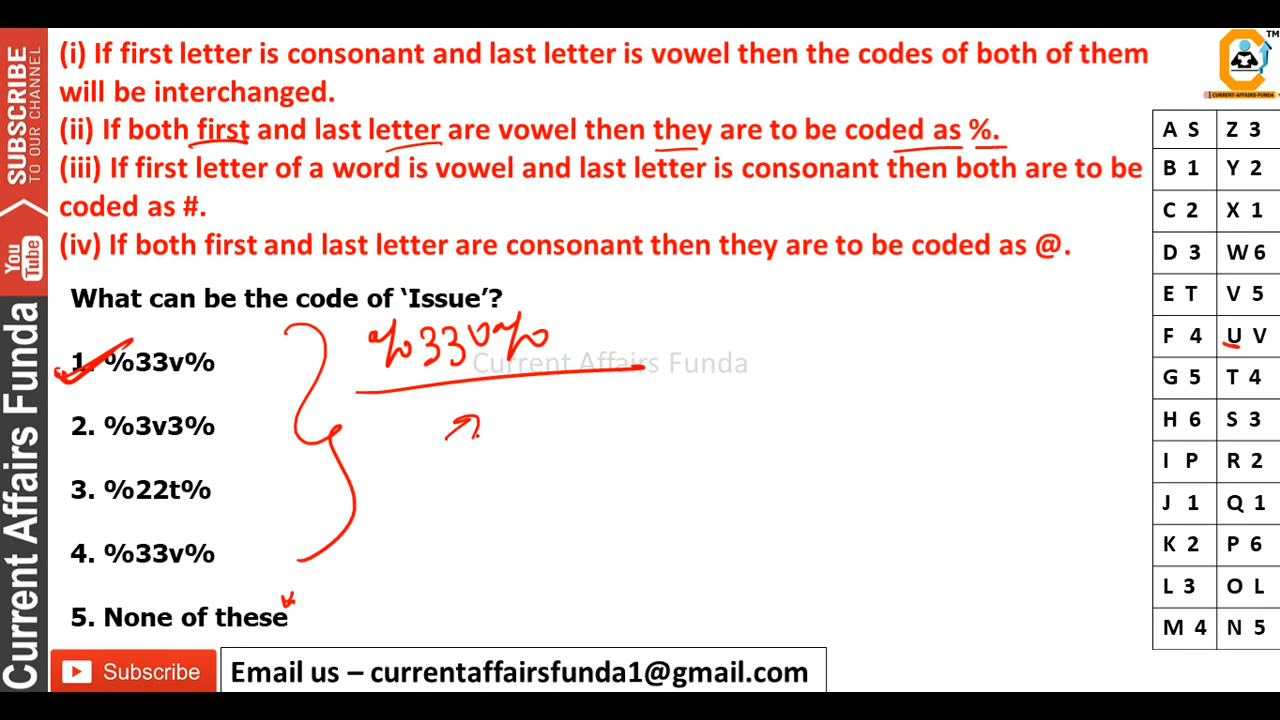 (i) If first letter is consonant and last letter is vowel then the codes of both of them
will be interchanged.
(ii) If both first and last letter are vowel then they are to be coded as %.
(iii) If first letter of a word is vowel and last letter is consonant then both are to be
coded as #.
(iv) If both first and last letter are consonant then they are to be coded as @.
What can be the code of ‘Issue’?
1. %33v%
%33v%
Current Affairs Funda
2. %3v3%
3. %22t%
4. %33v%
5. None of these
Subscribe
Email us – currentaffairsfunda1@gmail.com
SUBSCRIBE
TO OUR CHANNEL
You
Tube
Current Affairs Funda
TM
CURRENT-AFFAIRS-FUNDA
A S Z 3
B 1 Y 2
C 2 X 1
D 3 W 6
E T V 5
F 4 U V
G 5 T 4
H 6 S 3
I P R 2
J 1 Q 1
K 2 P 6
L 3 O L
M 4 N 5